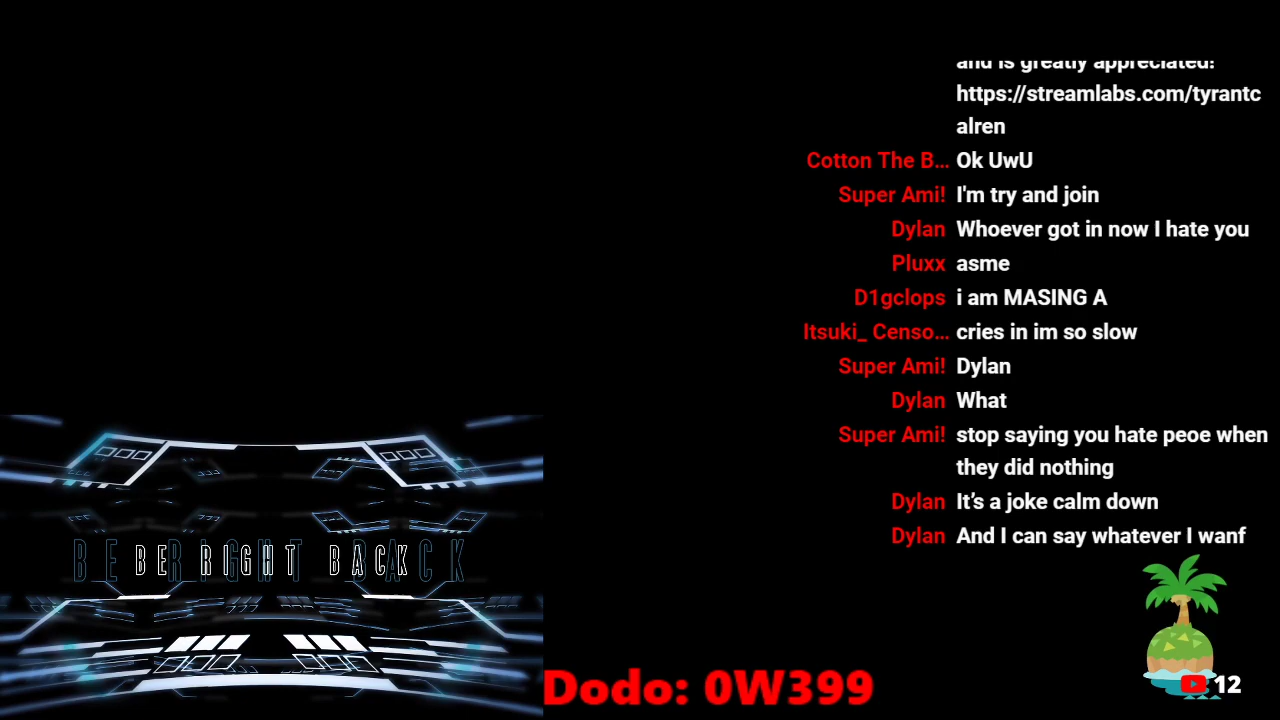 and is greatly appreciated!
https://streamlabs.com/tyrantc
alren
Cotton The B… Ok UwU
Super Ami! I'm try and join
Dylan Whoever got in now I hate you
Pluxx asme
D1gclops i am MASING A
Itsuki_ Censo… cries in im so slow
Super Ami! Dylan
Dylan What
Super Ami! stop saying you hate peoe when
they did nothing
Dylan It’s a joke calm down
Dylan And I can say whatever I wanf
BE RIGHT BACK
Dodo: 0W399
12